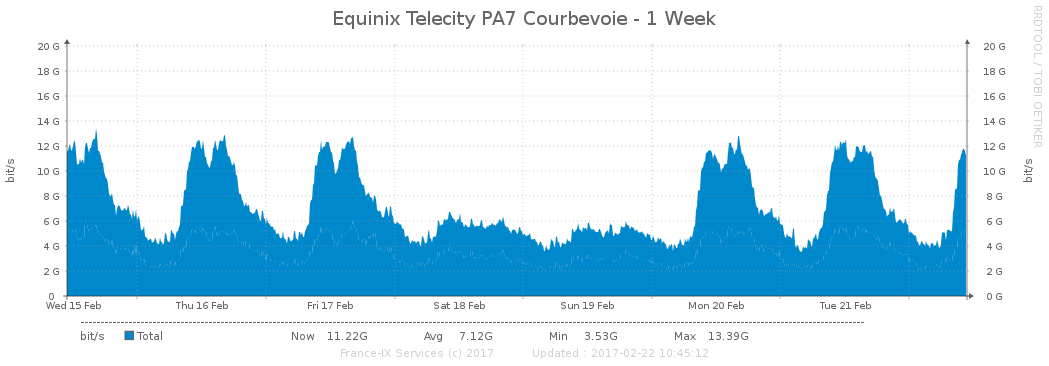 Equinix Telecity PA7 Courbevoie - 1 Week
RRDTOOL / TOBI OETIKER
bit/s
20 G
18 G
16 G
14 G
12 G
10 G
8 G
6 G
4 G
2 G
0
20 G
18 G
16 G
14 G
12 G
10 G
8 G
6 G
4 G
2 G
0 G
bit/s
Wed 15 Feb Thu 16 Feb Fri 17 Feb Sat 18 Feb Sun 19 Feb Mon 20 Feb Tue 21 Feb
bit/s Total Now 11.22G Avg 7.12G Min 3.53G Max 13.39G
France-IX Services (c) 2017 Updated : 2017-02-22 10:45:12